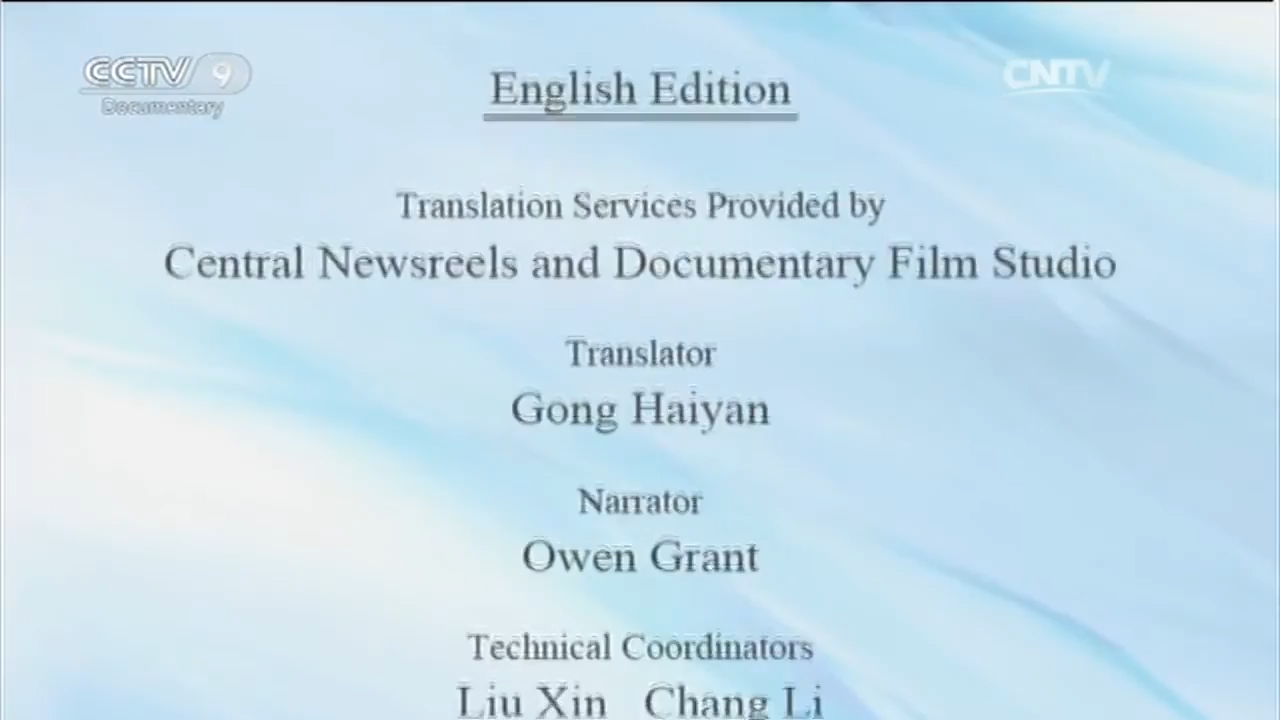 CCTV 9
Documentary
CNTV
English Edition
Translation Services Provided by
Central Newsreels and Documentary Film Studio
Translator
Gong Haiyan
Narrator
Owen Grant
Technical Coordinators
Liu Xin Chang Li